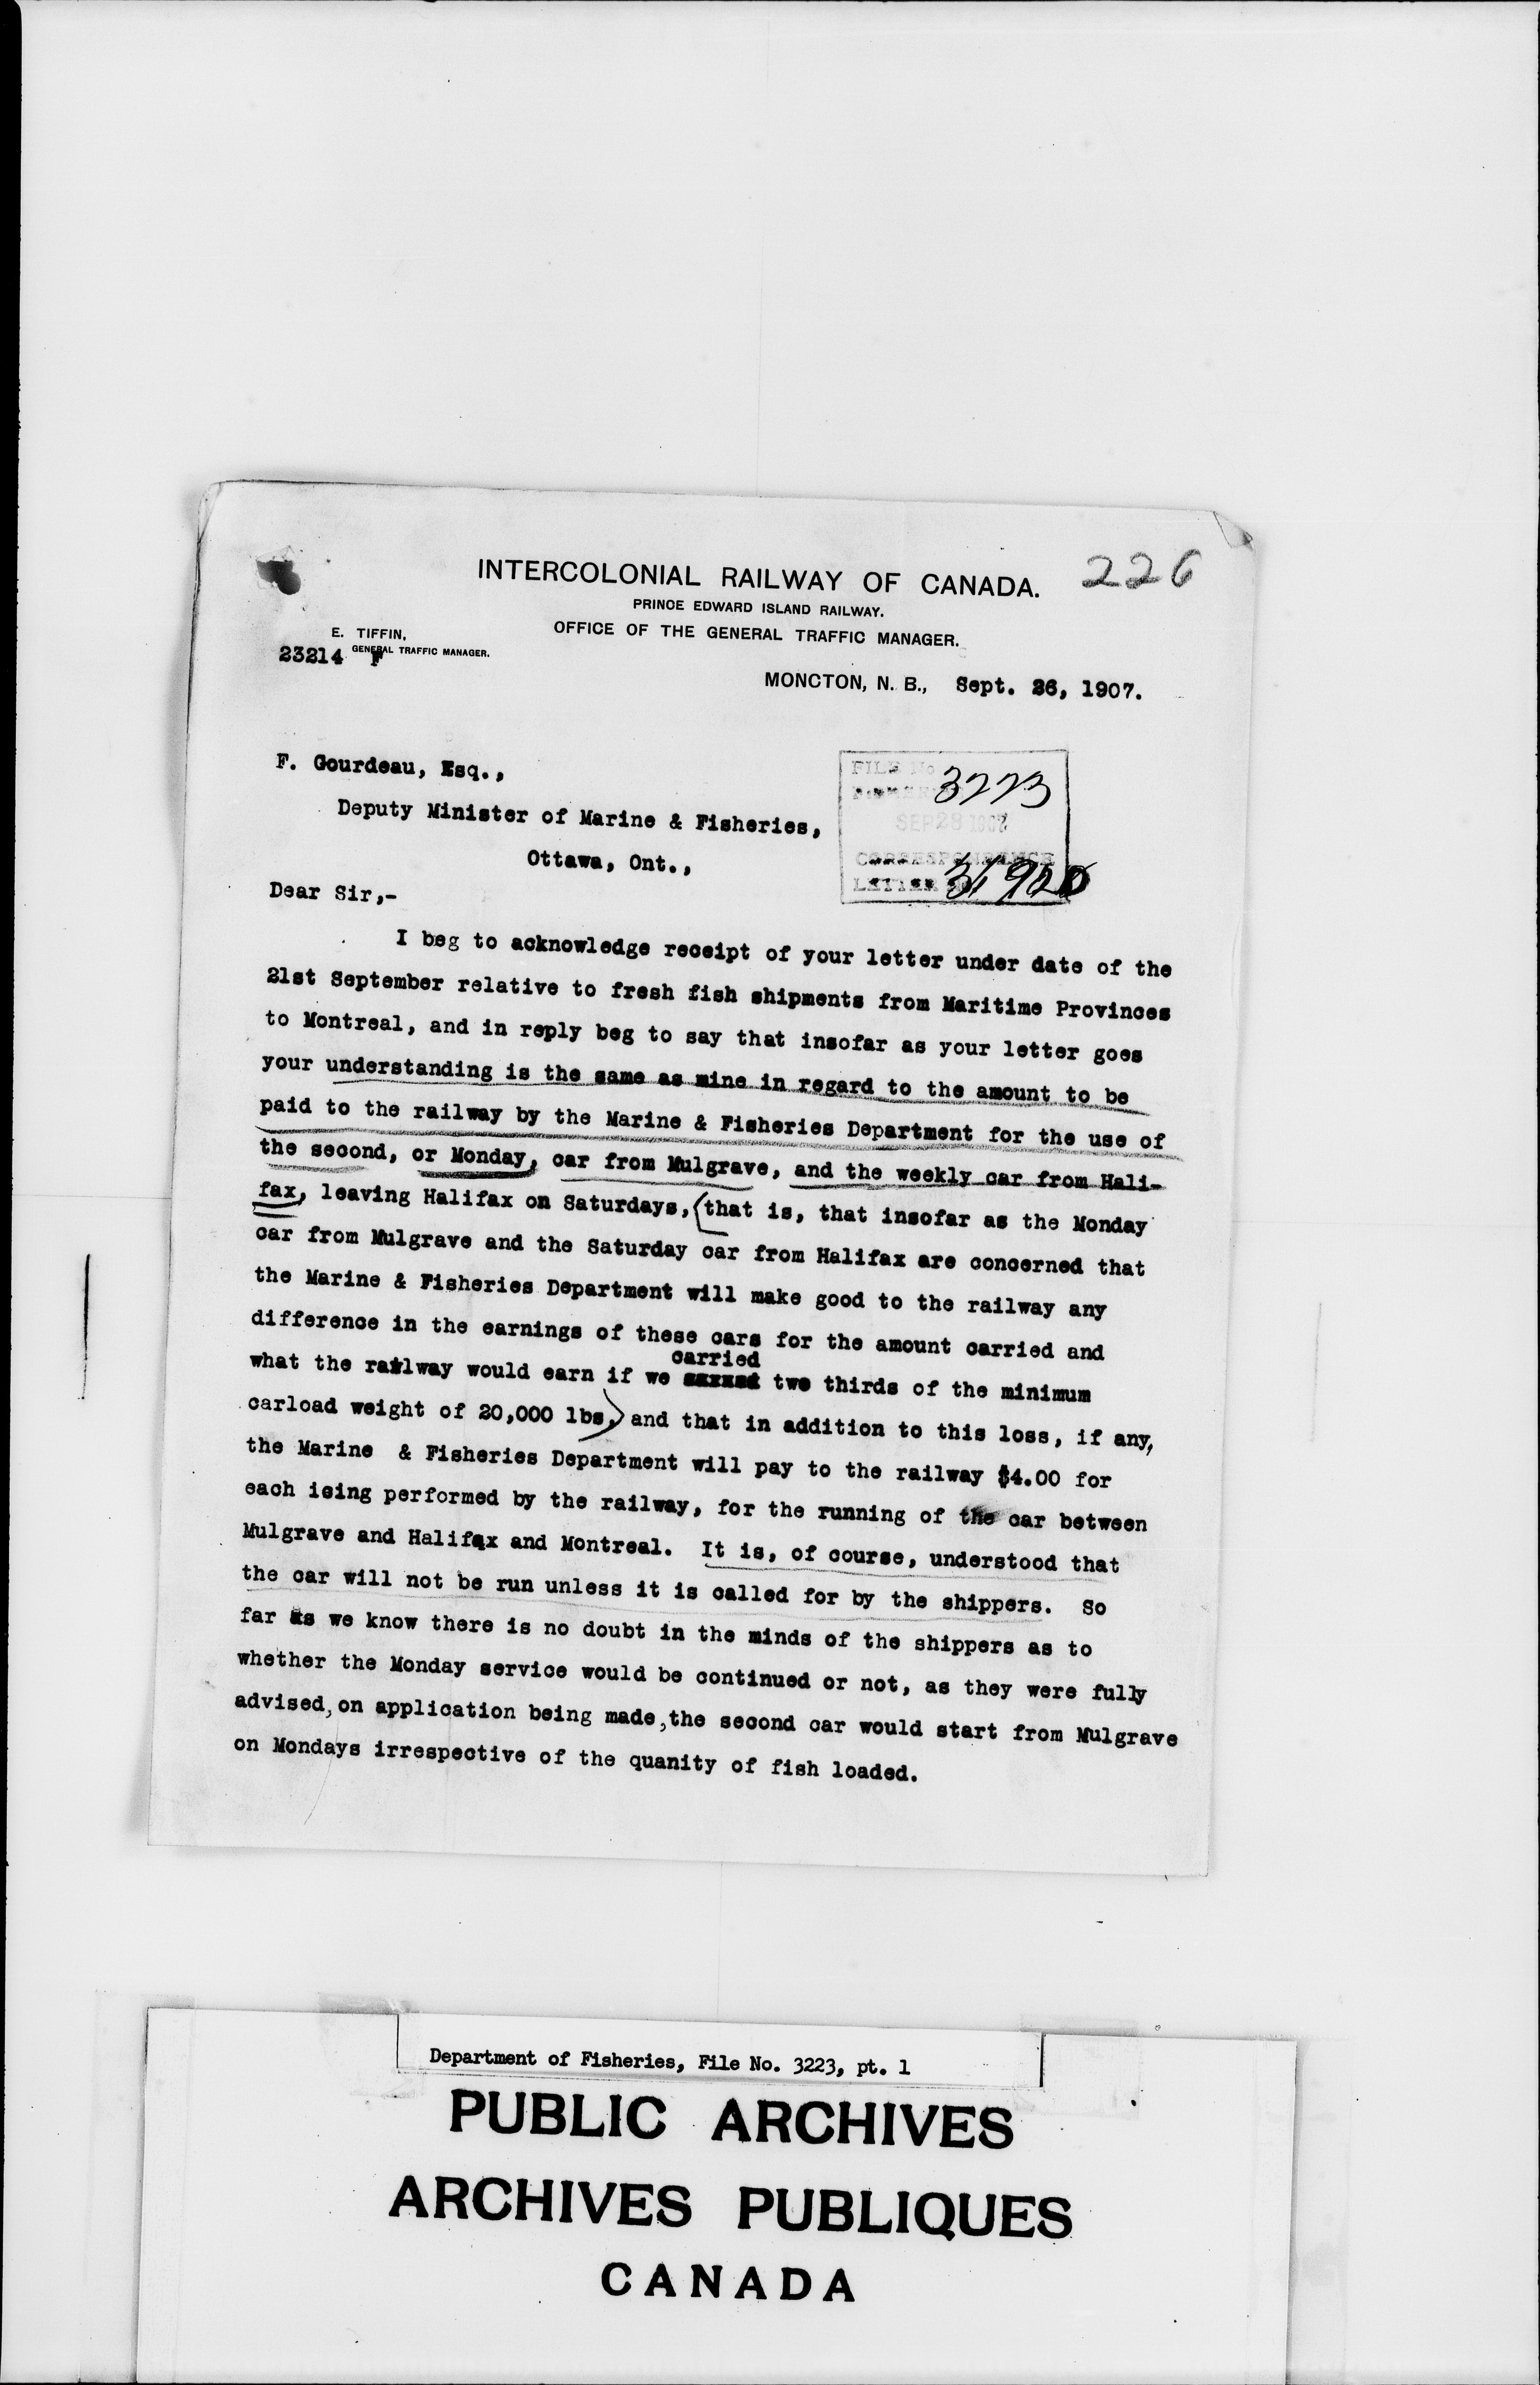 226
INTERCOLONIAL RAILWAY OF CANADA.
PRINCE EDWARD ISLAND RAILWAY.
OFFICE OF THE GENERAL TRAFFIC MANAGER.
E. TIFFIN,
GENERAL TRAFFIC MANAGER.
23214 F
MONCTON, N. B., Sept. 26, 1907.
F. Gourdeau, Esq.,
Deputy Minister of Marine & Fisheries,
Ottawa, Ont.,
FILE No 3223
SEP 28 1907
CORRESPONDANCE
LETTER
Dear Sir,-
I beg to acknowledge receipt of your letter under date of the
21st September relative to fresh fish shipments from Maritime Provinces
to Montreal, and in reply beg to say that insofar as your letter goes
your understanding is the same as mine in regard to the amount to be
paid to the railway by the Marine & Fisheries Department for the use of
the second, or Monday, car from Mulgrave, and the weekly car from Hali-
fax, leaving Halifax on Saturdays, (that is, that insofar as the Monday
car from Mulgrave and the Saturday car from Halifax are concerned that
the Marine & Fisheries Department will make good to the railway any
difference in the earnings of these cars for the amount carried and
what the railway would earn if we carried two thirds of the minimum
carload weight of 20,000 lbs,) and that in addition to this loss, if any,
the Marine & Fisheries Department will pay to the railway $4.00 for
each icing performed by the railway, for the running of the car between
Mulgrave and Halifax and Montreal. It is, of course, understood that
the car will not be run unless it is called for by the shippers. So
far as we know there is no doubt in the minds of the shippers as to
whether the Monday service would be continued or not, as they were fully
advised, on application being made, the second car would start from Mulgrave
on Mondays irrespective of the quanity of fish loaded.
Department of Fisheries, File No. 3223, pt. 1
PUBLIC ARCHIVES
ARCHIVES PUBLIQUES
CANADA